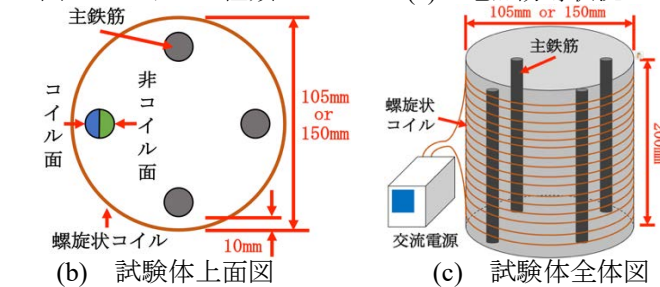 主鉄筋
コイル面
非コイル面
105mm
or
150mm
螺旋状コイル
10mm
(b) 試験体上面図
105mm or 150mm
主鉄筋
螺旋状
コイル
200mm
交流電源
(c) 試験体全体図